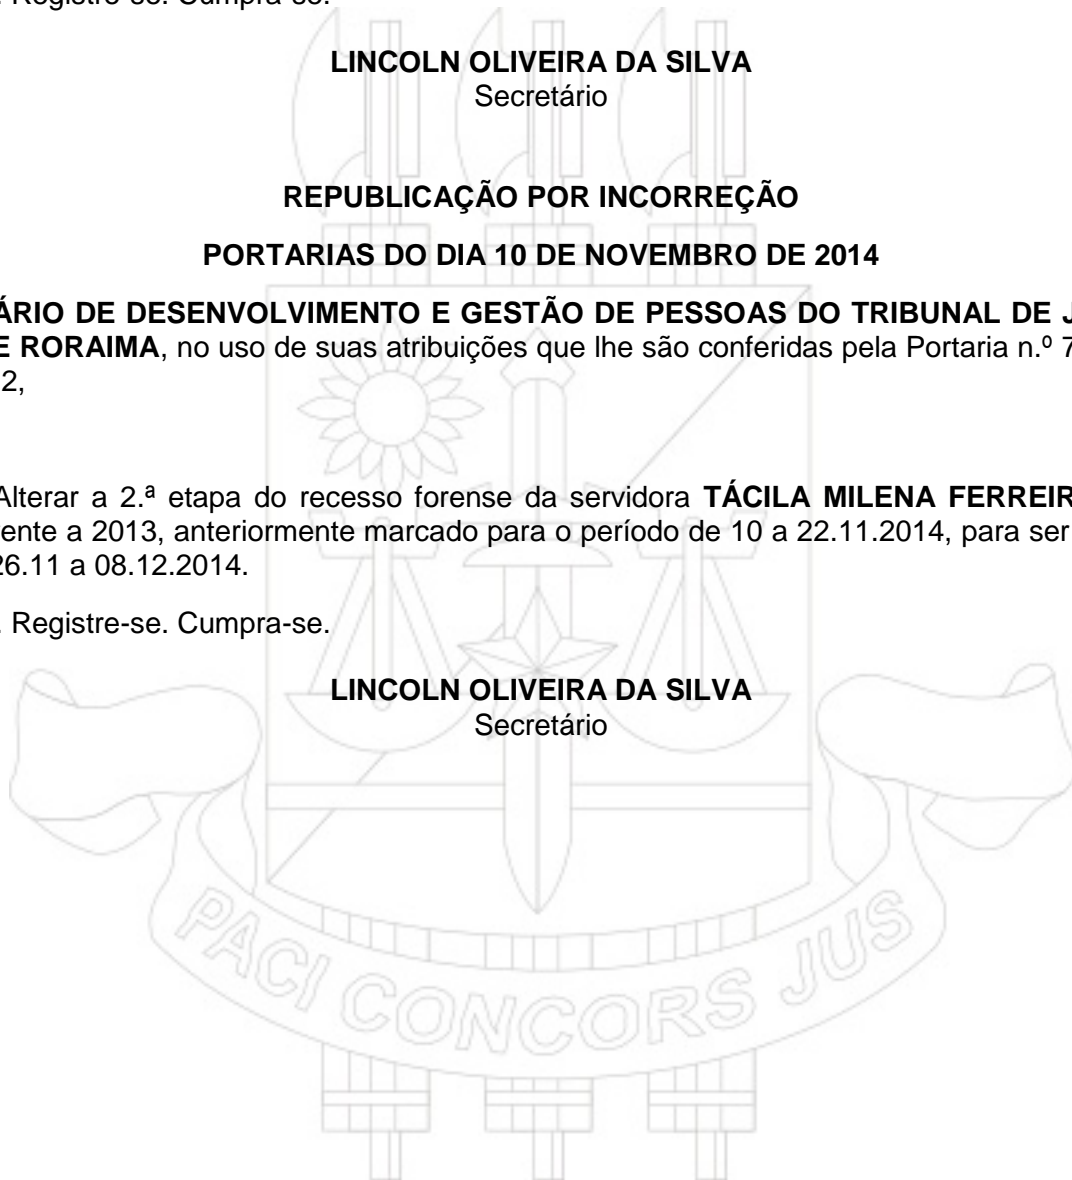 . Registre-se. Cumpra-se.
LINCOLN OLIVEIRA DA SILVA
Secretário
REPUBLICAÇÃO POR INCORREÇÃO
PORTARIAS DO DIA 10 DE NOVEMBRO DE 2014
ÁRIO DE DESENVOLVIMENTO E GESTÃO DE PESSOAS DO TRIBUNAL DE J
E RORAIMA, no uso de suas atribuições que lhe são conferidas pela Portaria n.º 7
2,
Alterar a 2.ª etapa do recesso forense da servidora TÁCILA MILENA FERREIR
ente a 2013, anteriormente marcado para o período de 10 a 22.11.2014, para ser
26.11 a 08.12.2014.
. Registre-se. Cumpra-se.
LINCOLN OLIVEIRA DA SILVA
Secretário
PACI CONCORS JUS